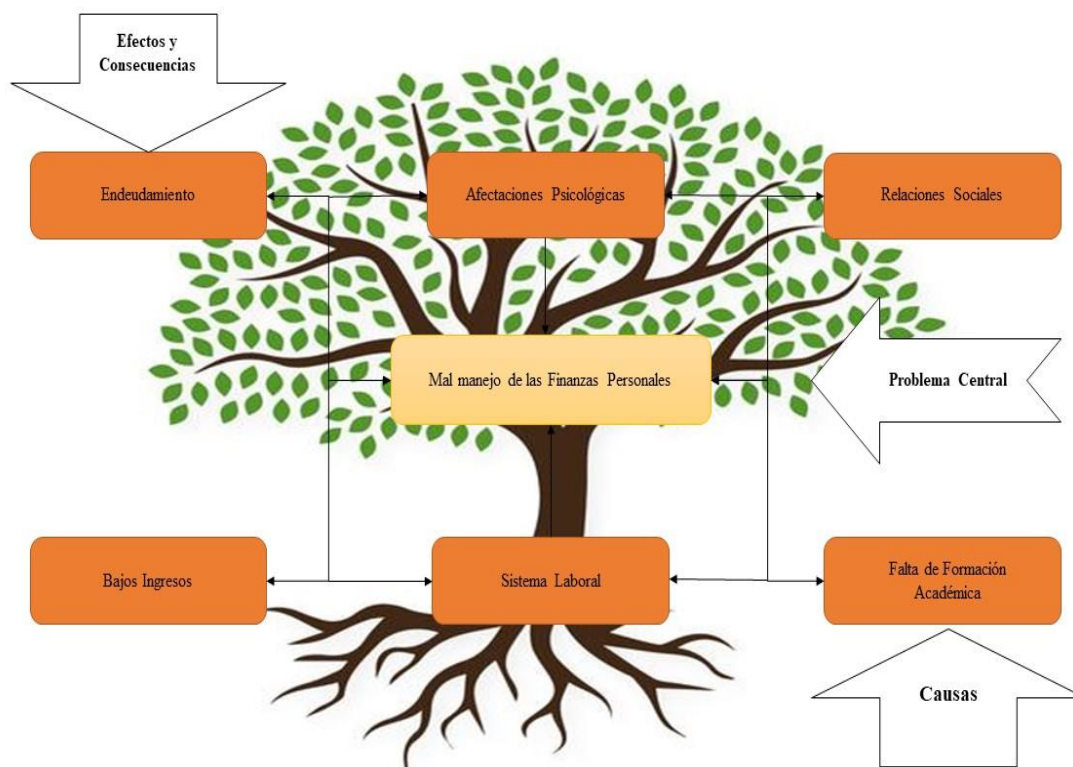 Efectos y
Consecuencias
Endeudamiento
Afectaciones Psicológicas
Relaciones Sociales
Mal manejo de las Finanzas Personales
Problema Central
Bajos Ingresos
Sistema Laboral
Falta de Formación
Académica
Causas